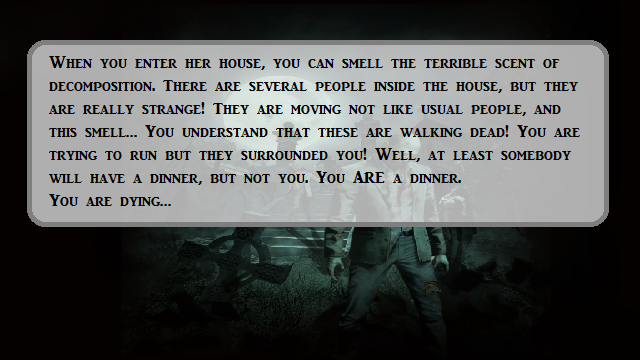 When you enter her house, you can smell the terrible scent of
decomposition. There are several people inside the house, but they
are really strange! They are moving not like usual people, and
this smell... You understand that these are walking dead! You are
trying to run but they surrounded you! Well, at least somebody
will have a dinner, but not you. You ARE a dinner.
You are dying...